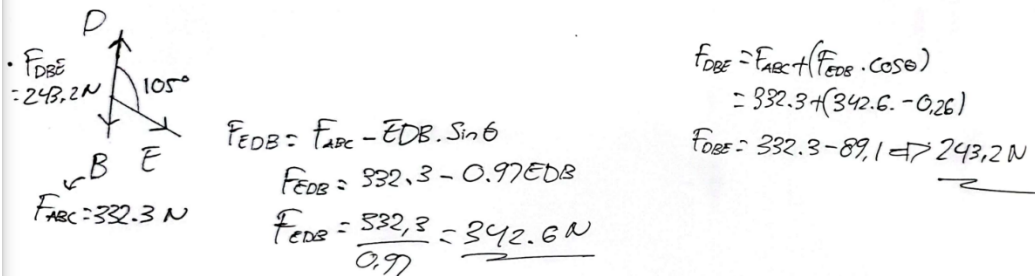 D
· F_DBE
= 243,2N
105°
B E
F_ABC = 332.3 N
F_EDB = F_ABC - EDB. Sin θ
F_EDB = 332.3 - 0.97EDB
F_EDB = 332,3 / 0,97 = 342.6 N
F_DBE = F_ABC + (F_EDB . cos θ)
= 332.3 + (342.6. - 0,26)
F_DBE = 332.3 - 89,1 => 243,2 N